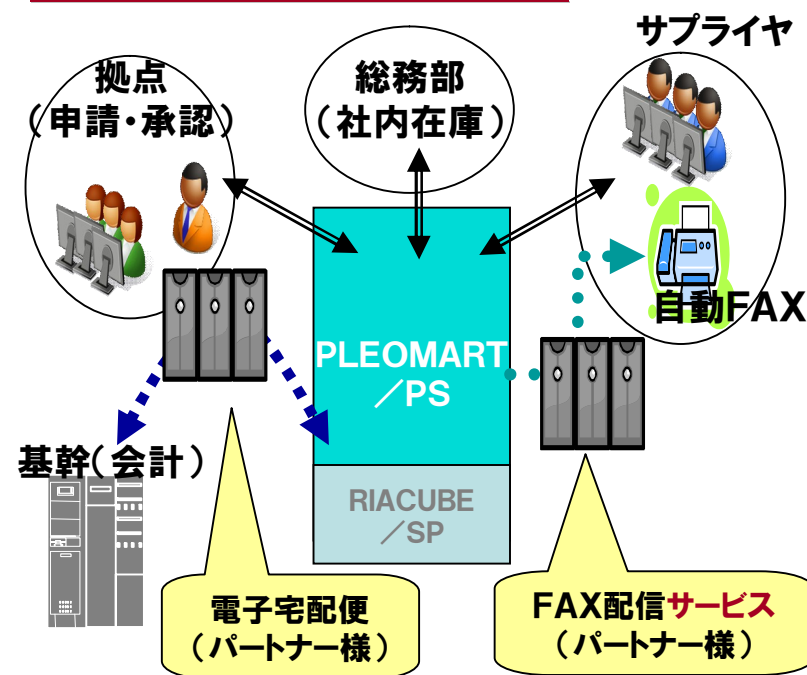 サプライヤ
拠点
（申請・承認）
総務部
（社内在庫）
自動FAX
PLEOMART
／PS
基幹（会計）
RIACUBE
／SP
電子宅配便
（パートナー様）
FAX配信サービス
（パートナー様）